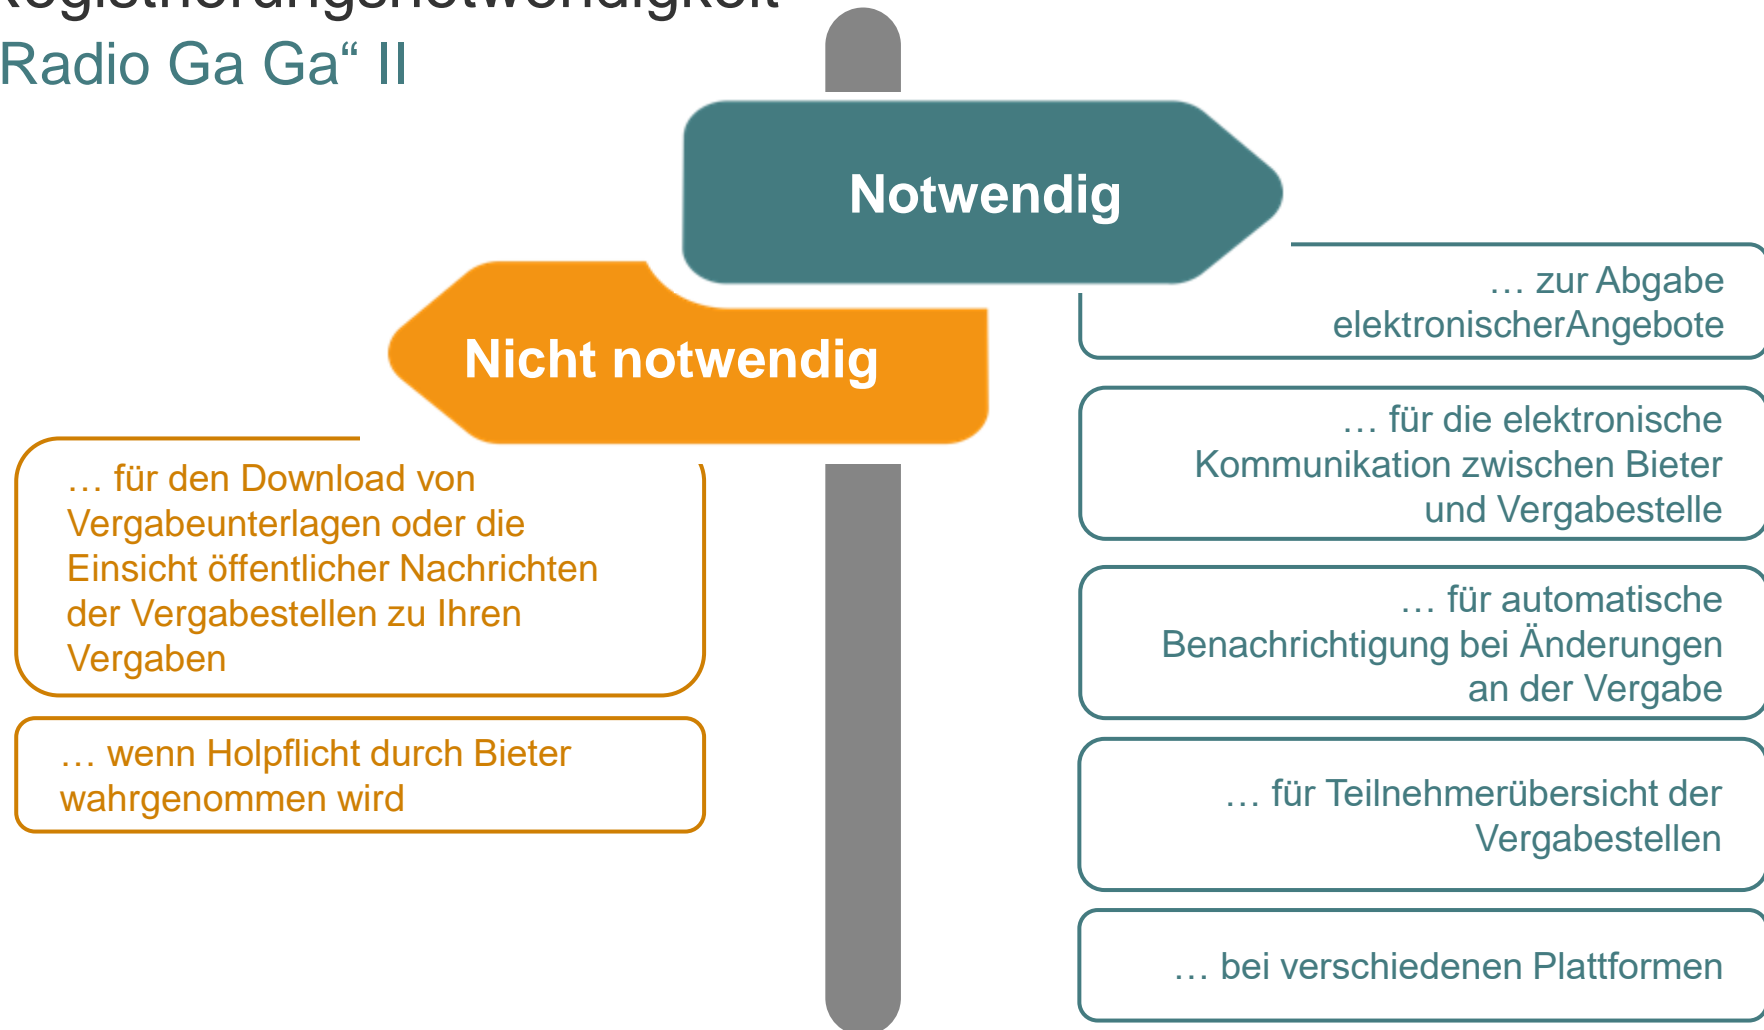 Registrierungsnotwendigkeit
Radio Ga Ga“ II
Notwendig
Nicht notwendig
… zur Abgabe
elektronischerAngebote
… für die elektronische
Kommunikation zwischen Bieter
und Vergabestelle
… für automatische
Benachrichtigung bei Änderungen
an der Vergabe
… für Teilnehmerübersicht der
Vergabestellen
… bei verschiedenen Plattformen
… für den Download von
Vergabeunterlagen oder die
Einsicht öffentlicher Nachrichten
der Vergabestellen zu Ihren
Vergaben
… wenn Holpflicht durch Bieter
wahrgenommen wird